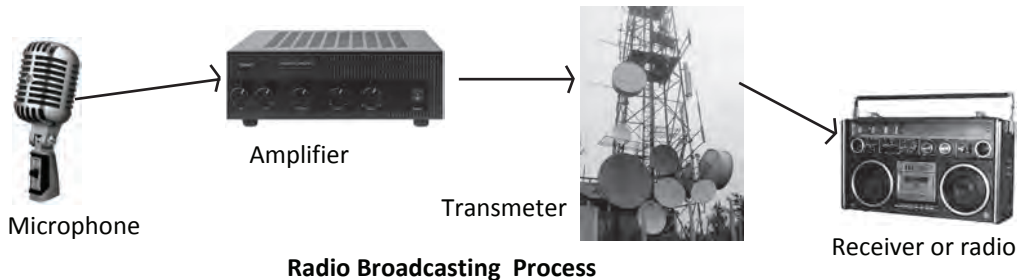 Amplifier
Microphone
Transmeter
Receiver or radio
Radio Broadcasting Process